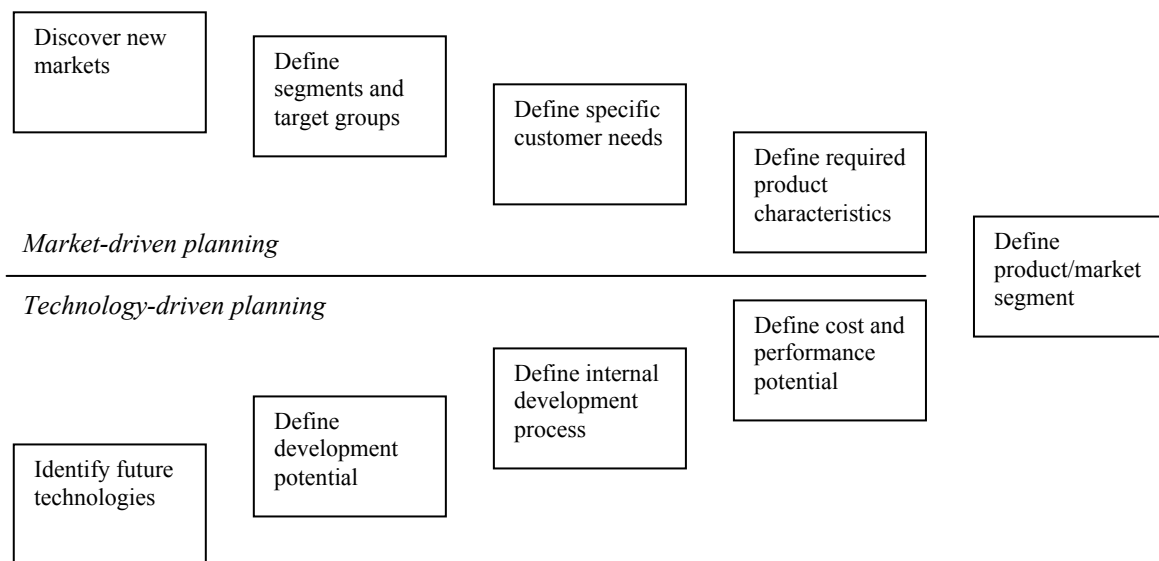 Discover new
markets
Define
segments and
target groups
Define specific
customer needs
Define required
product
characteristics
Market-driven planning
Define
product/market
segment
Technology-driven planning
Define cost and
performance
potential
Define internal
development
process
Define
development
potential
Identify future
technologies